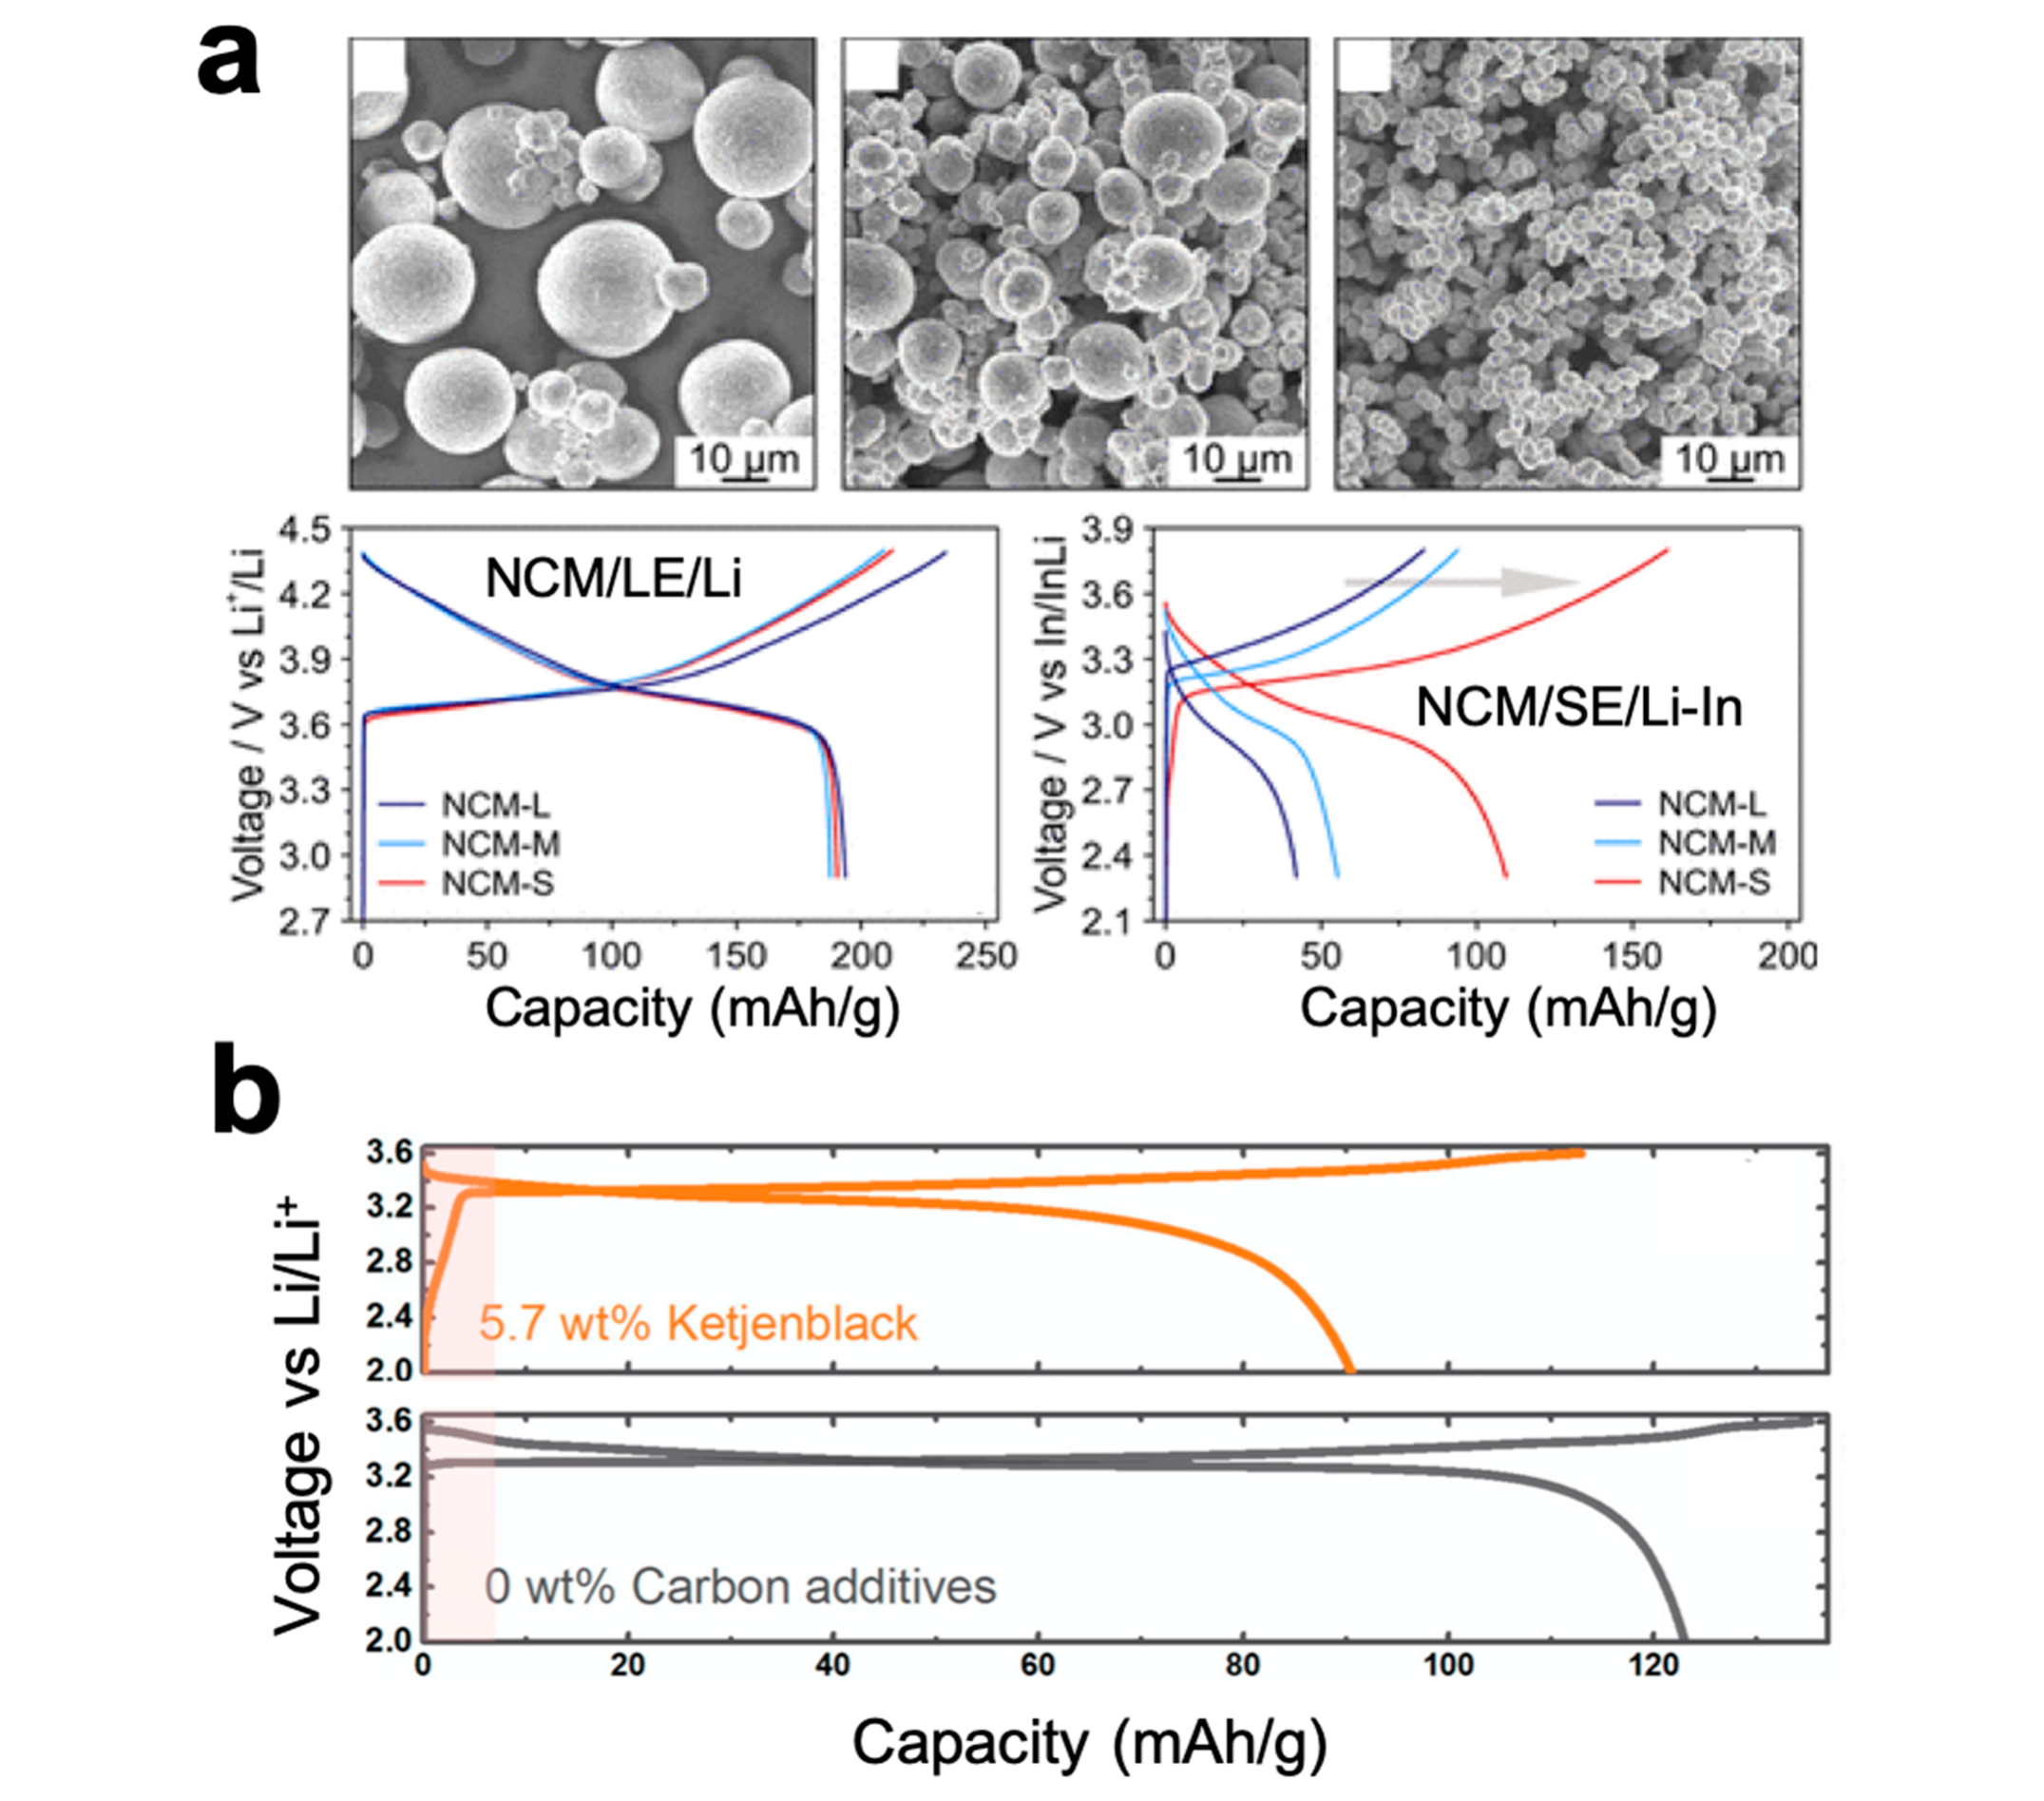 a
10 µm
10 µm
10 µm
Voltage / V vs Li⁺/Li
4.5
4.2
3.9
3.6
3.3
3.0
2.7
NCM/LE/Li
NCM-L
NCM-M
NCM-S
0 50 100 150 200 250
Capacity (mAh/g)
Voltage / V vs In/InLi
3.9
3.6
3.3
3.0
2.7
2.4
2.1
NCM/SE/Li-In
NCM-L
NCM-M
NCM-S
0 50 100 150 200
Capacity (mAh/g)
b
Voltage vs Li/Li⁺
3.6
3.2
2.8
2.4
2.0
5.7 wt% Ketjenblack
3.6
3.2
2.8
2.4
2.0
0 wt% Carbon additives
0 20 40 60 80 100 120
Capacity (mAh/g)